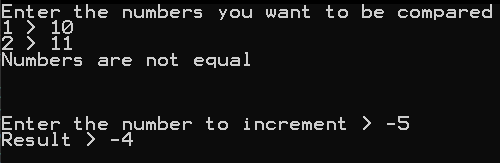 Enter the numbers you want to be compared
1 > 10
2 > 11
Numbers are not equal
Enter the number to increment > -5
Result > -4